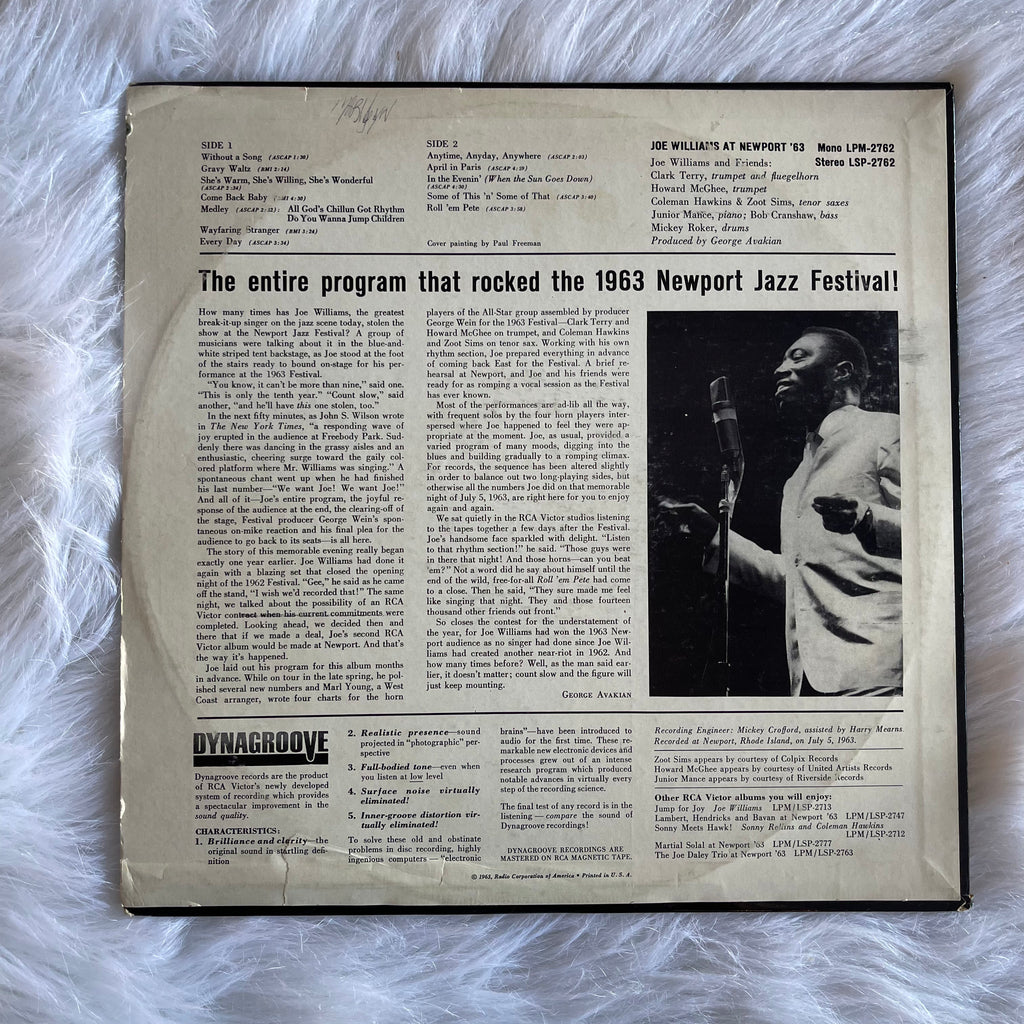 SIDE 1
Without a Song (ASCAP 1:30)
Gravy Waltz (BMI 2:14)
She's Warm, She's Willing, She's Wonderful
(ASCAP 2:34)
Come Back Baby (BMI 4:30)
Medley (ASCAP 2:52): All God's Chillun Got Rhythm
Do You Wanna Jump Children
Wayfaring Stranger (BMI 3:24)
Every Day (ASCAP 3:34)
SIDE 2
Anytime, Anyday, Anywhere (ASCAP 2:03)
April in Paris (ASCAP 4:29)
In the Evenin' (When the Sun Goes Down)
(ASCAP 4:30)
Some of This 'n' Some of That (ASCAP 3:40)
Roll 'em Pete (ASCAP 3:58)
Cover painting by Paul Freeman
JOE WILLIAMS AT NEWPORT '63 Mono LPM-2762
Stereo LSP-2762
Joe Williams and Friends:
Clark Terry, trumpet and fluegelhorn
Howard McGhee, trumpet
Coleman Hawkins & Zoot Sims, tenor saxes
Junior Mance, piano; Bob Cranshaw, bass
Mickey Roker, drums
Produced by George Avakian
The entire program that rocked the 1963 Newport Jazz Festival!
How many times has Joe Williams, the greatest
break-it-up singer on the jazz scene today, stolen the
show at the Newport Jazz Festival? A group of
musicians were talking about it in the blue-and-
white striped tent backstage, as Joe stood at the foot
of the stairs ready to bound on-stage for his per-
formance at the 1963 Festival.
"You know, it can't be more than nine," said one.
"This is only the tenth year." "Count slow," said
another, "and he'll have this one stolen, too."
In the next fifty minutes, as John S. Wilson wrote
in The New York Times, "a responding wave of
joy erupted in the audience at Freebody Park. Sud-
denly there was dancing in the grassy aisles and an
enthusiastic, cheering surge toward the gaily col-
ored platform where Mr. Williams was singing." A
spontaneous chant went up when he had finished
his last number—"We want Joe! We want Joe!"
And all of it—Joe's entire program, the joyful re-
sponse of the audience at the end, the clearing-off of
the stage, Festival producer George Wein's spon-
taneous on-mike reaction and his final plea for the
audience to go back to its seats—is all here.
The story of this memorable evening really began
exactly one year earlier. Joe Williams had done it
again with a blazing set that closed the opening
night of the 1962 Festival. "Gee," he said as he came
off the stand, "I wish we'd recorded that!" The same
night, we talked about the possibility of an RCA
Victor contract when his current commitments were
completed. Looking ahead, we decided then and
there that if we made a deal, Joe's second RCA
Victor album would be made at Newport. And that's
the way it's happened.
Joe laid out his program for this album months
in advance. While on tour in the late spring, he pol-
ished several new numbers and Marl Young, a West
Coast arranger, wrote four charts for the horn
players of the All-Star group assembled by producer
George Wein for the 1963 Festival—Clark Terry and
Howard McGhee on trumpet, and Coleman Hawkins
and Zoot Sims on tenor sax. Working with his own
rhythm section, Joe prepared everything in advance
of coming back East for the Festival. A brief re-
hearsal at Newport, and Joe and his friends were
ready for as romping a vocal session as the Festival
has ever known.
Most of the performances are ad-lib all the way,
with frequent solos by the four horn players inter-
spersed where Joe happened to feel they were ap-
propriate at the moment. Joe, as usual, provided a
varied program of many moods, digging into the
blues and building gradually to a romping climax.
For records, the sequence has been altered slightly
in order to balance out two long-playing sides, but
otherwise all the numbers Joe did on that memorable
night of July 5, 1963, are right here for you to enjoy
again and again.
We sat quietly in the RCA Victor studios listening
to the tapes together a few days after the Festival.
Joe's handsome face sparkled with delight. "Listen
to that rhythm section!" he said. "Those guys were
in there that night! And those horns—can you beat
'em?" Not a word did he say about himself until the
end of the wild, free-for-all Roll 'em Pete had come
to a close. Then he said, "They sure made me feel
like singing that night. They and those fourteen
thousand other friends out front."
So closes the contest for the understatement of
the year, for Joe Williams had won the 1963 New-
port audience as no singer had done since Joe Wil-
liams had created another near-riot in 1962. And
how many times before? Well, as the man said ear-
lier, it doesn't matter; count slow and the figure will
just keep mounting.
GEORGE AVAKIAN
DYNAGROOVE
Dynagroove records are the product
of RCA Victor's newly developed
system of recording which provides
a spectacular improvement in the
sound quality.
CHARACTERISTICS:
1. Brilliance and clarity—the
original sound in startling defi-
nition
2. Realistic presence—sound
projected in "photographic" per-
spective
3. Full-bodied tone—even when
you listen at low level
4. Surface noise virtually
eliminated!
5. Inner-groove distortion vir-
tually eliminated!
To solve these old and obstinate
problems in disc recording, highly
ingenious computers—"electronic
brains"—have been introduced to
audio for the first time. These re-
markable new electronic devices and
processes grew out of an intense
research program which produced
notable advances in virtually every
step of the recording science.
The final test of any record is in the
listening—compare the sound of
Dynagroove recordings!
DYNAGROOVE RECORDINGS ARE
MASTERED ON RCA MAGNETIC TAPE.
Recording Engineer: Mickey Crofford, assisted by Harry Mearns
Recorded at Newport, Rhode Island, on July 5, 1963.
Zoot Sims appears by courtesy of Colpix Records
Howard McGhee appears by courtesy of United Artists Records
Junior Mance appears by courtesy of Riverside Records
Other RCA Victor albums you will enjoy:
Jump for Joy Joe Williams LPM/LSP-2713
Lambert, Hendricks and Bavan at Newport '63 LPM/LSP-2747
Sonny Meets Hawk! Sonny Rollins and Coleman Hawkins
LPM/LSP-2712
Martial Solal at Newport '63 LPM/LSP-2777
The Joe Daley Trio at Newport '63 LPM/LSP-2763
© 1963, Radio Corporation of America • Printed in U. S. A.